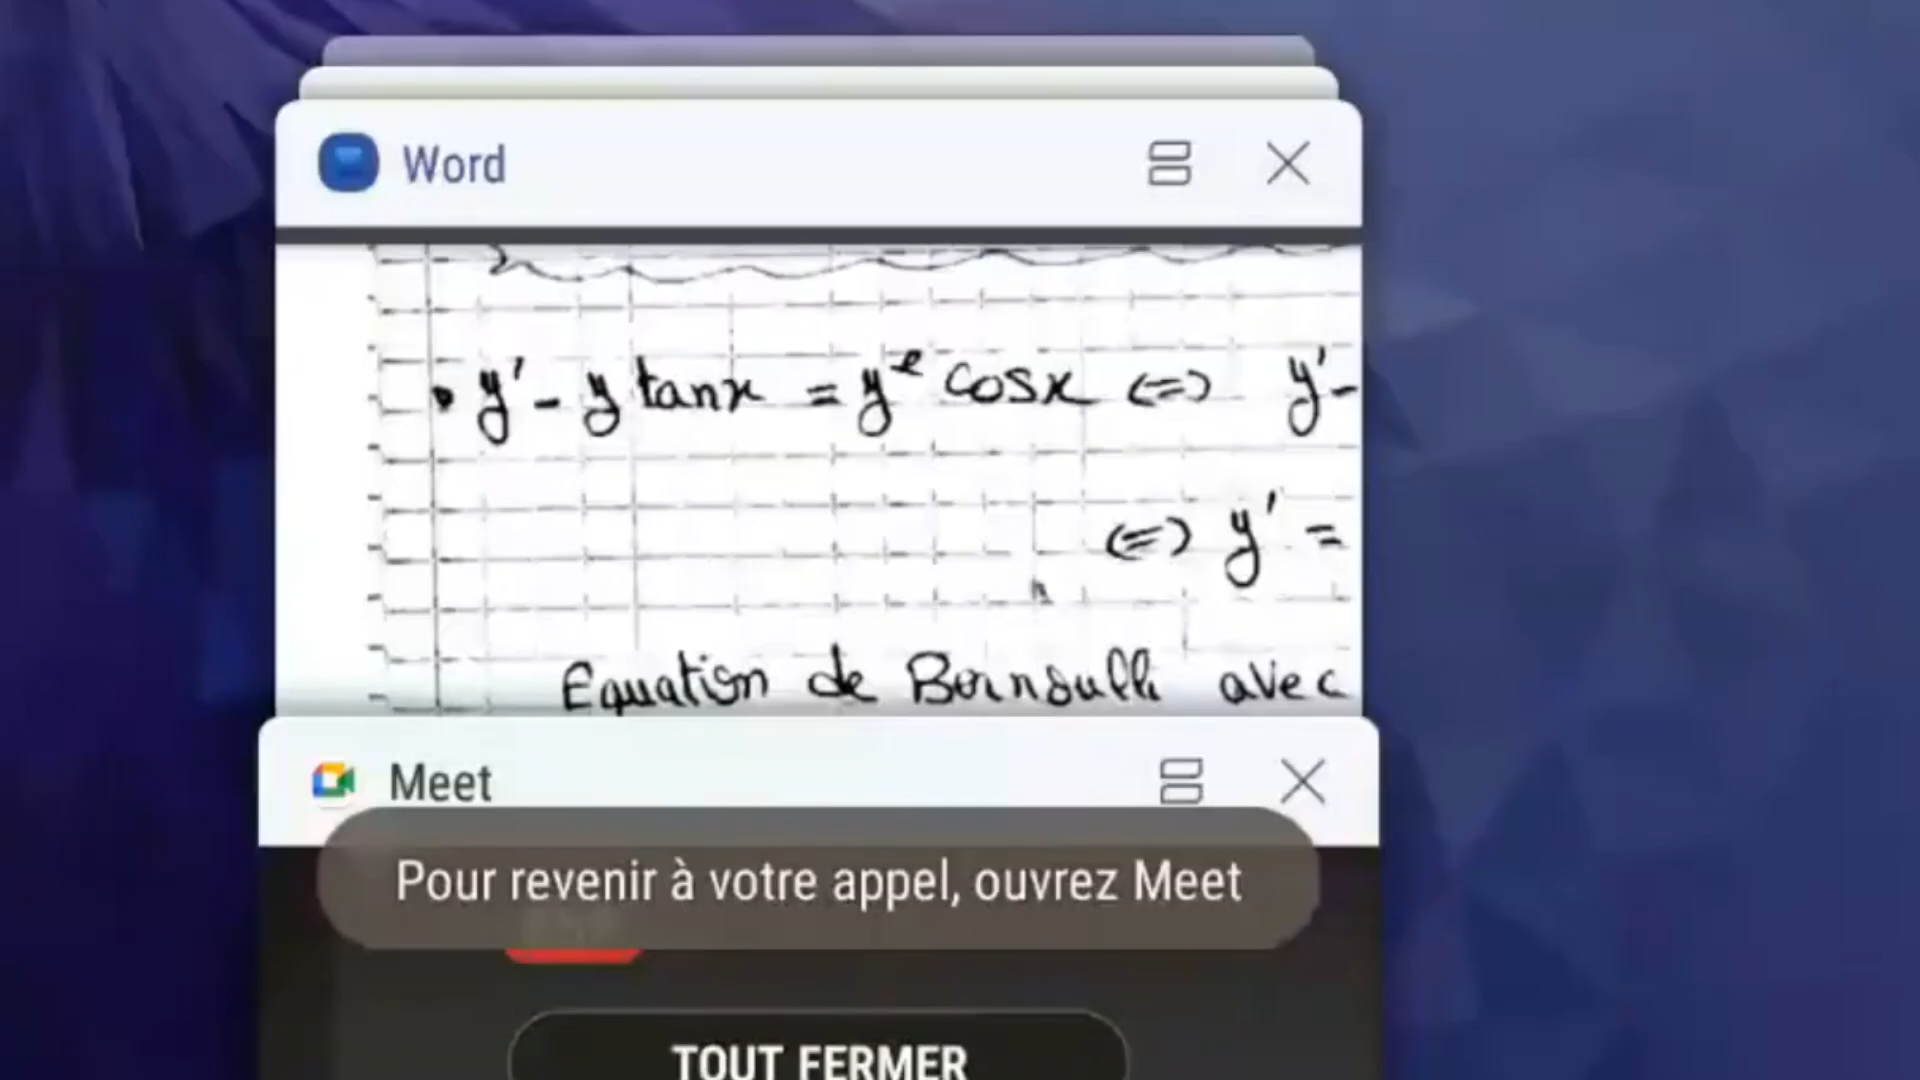 Word
• y' - y tanx = y² cosx <=> y' -
<=> y' =
Equation de Bernoulli avec
Meet
Pour revenir à votre appel, ouvrez Meet
TOUT FERMER